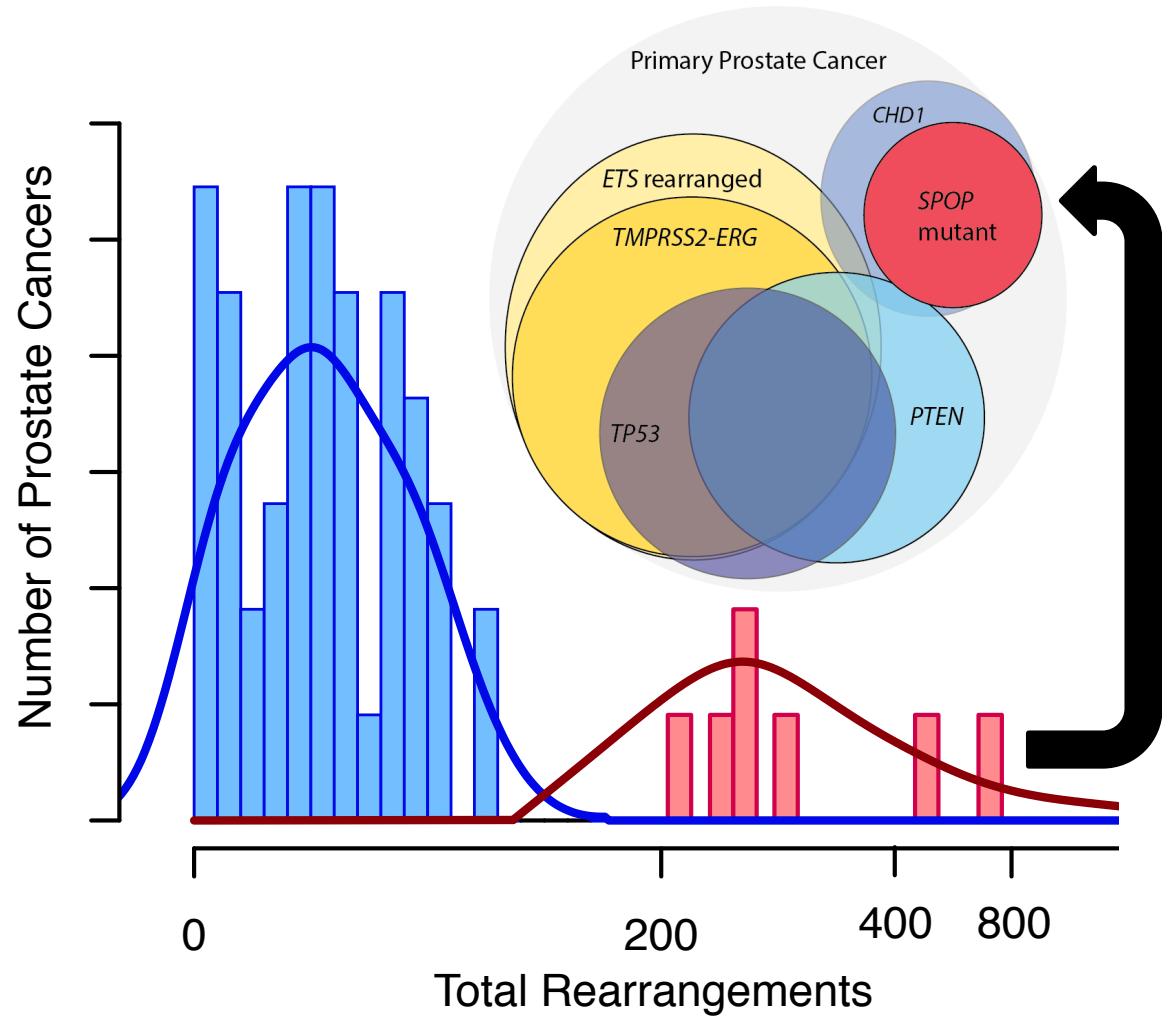 Primary Prostate Cancer
CHD1
ETS rearranged
SPOP
mutant
TMPRSS2-ERG
TP53
PTEN
Number of Prostate Cancers
0
200
400
800
Total Rearrangements